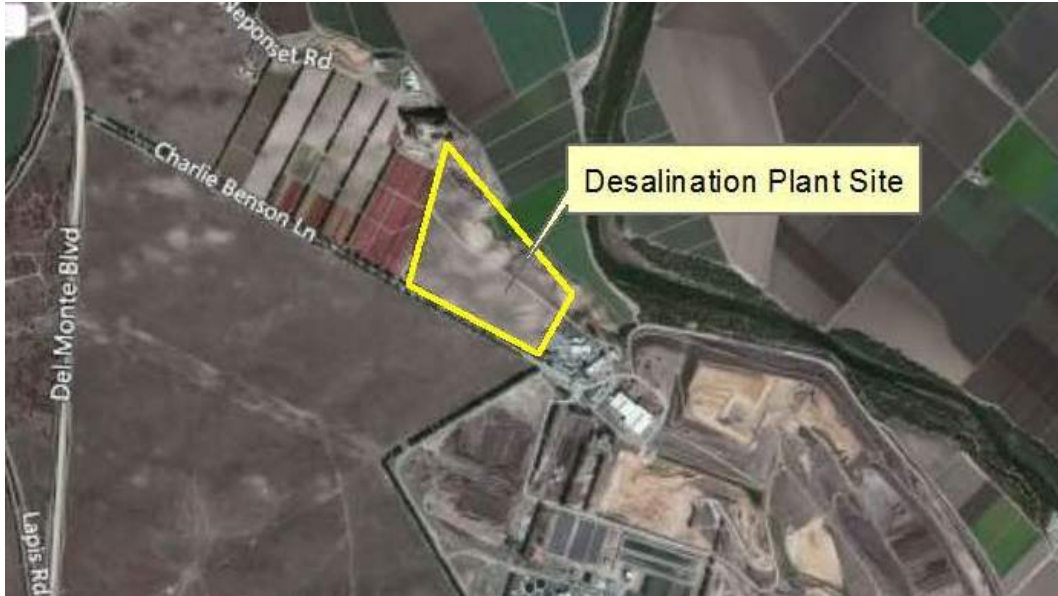 Neponset Rd
Charlie Benson Ln
Desalination Plant Site
Del Monte Blvd
Lapis Rd